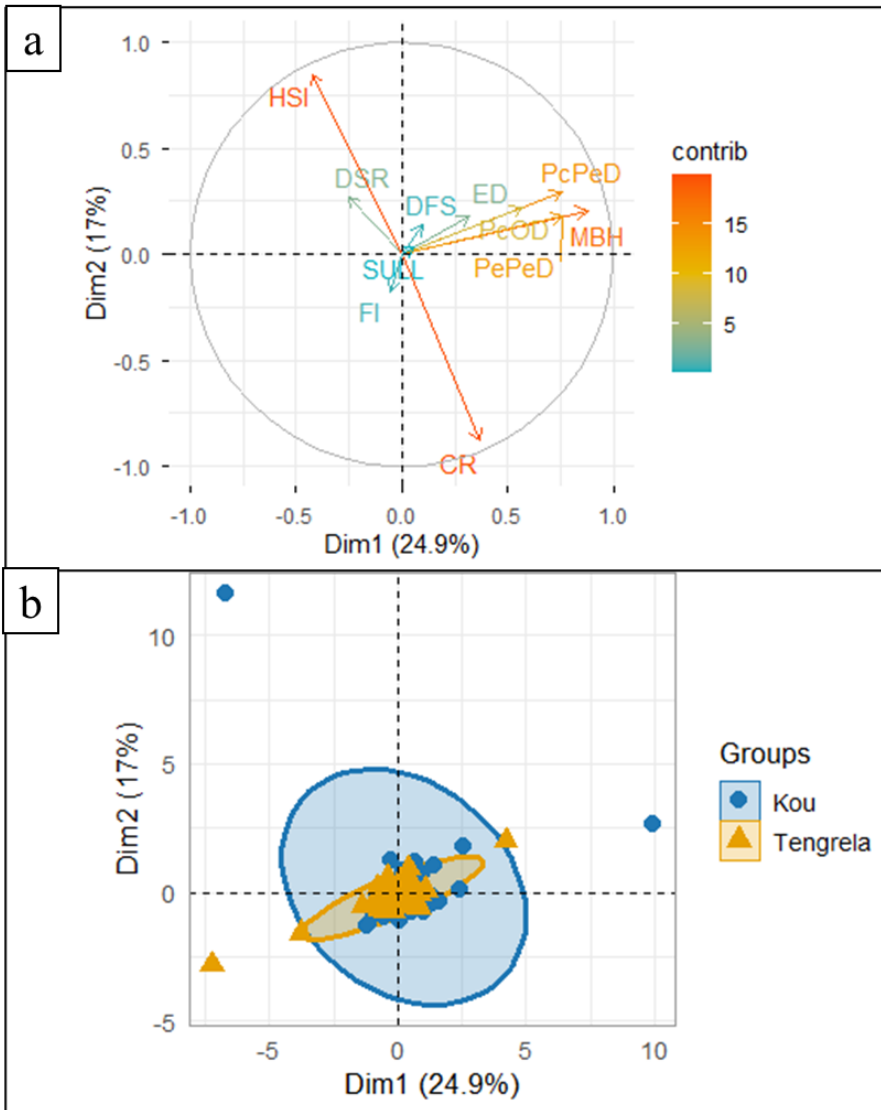 a
1.0
0.5
0.0
-0.5
-1.0
Dim2 (17%)
HSI
DSR
DFS
ED
PcPeD
PcOD
MBH
PePeD
FI
CR
-1.0 -0.5 0.0 0.5 1.0
Dim1 (24.9%)
contrib
15
10
5
b
10
5
0
-5
Dim2 (17%)
-5 0 5 10
Dim1 (24.9%)
Groups
Kou
Tengrela